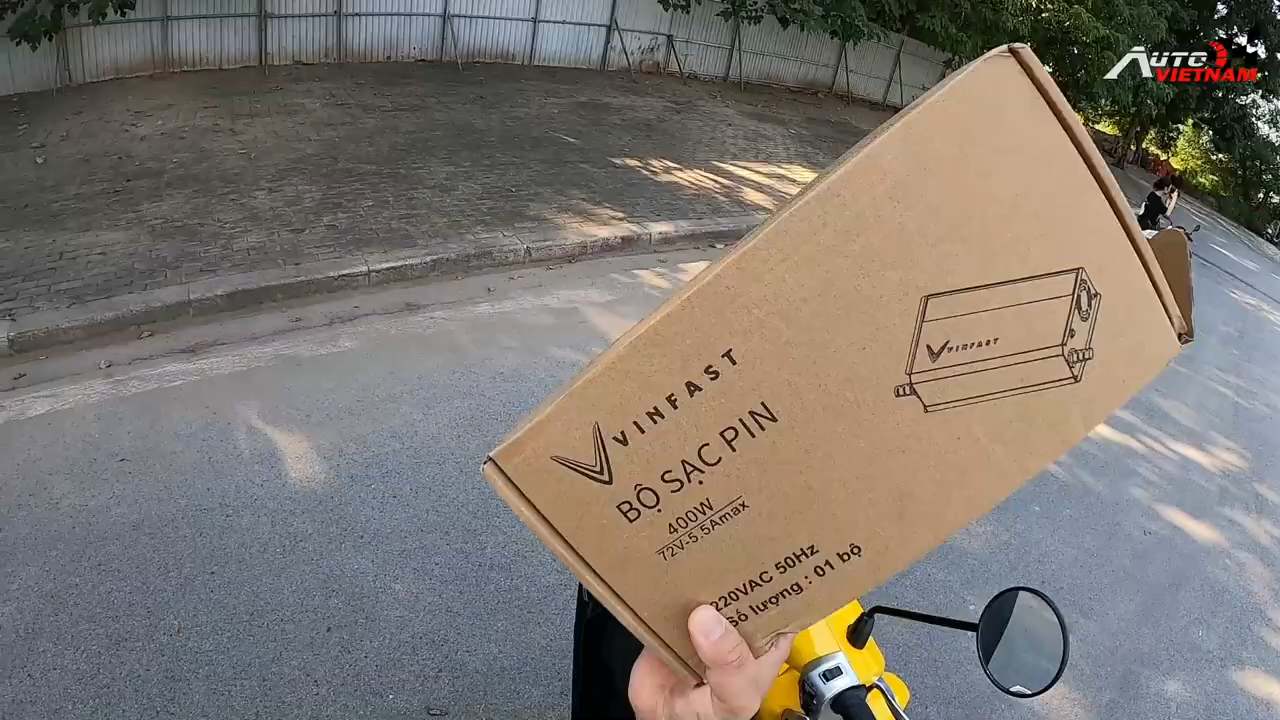 AUTO
VIETNAM
VINFAST
VINFAST
BỘ SẠC PIN
400W
72V-5.5Amax
220VAC 50Hz
Số lượng : 01 bộ